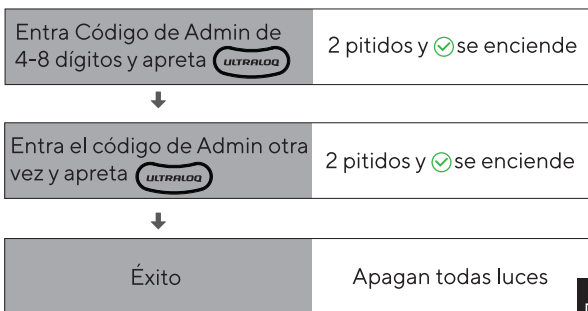 Entra Código de Admin de
4-8 dígitos y apreta ULTRALOQ
2 pitidos y se enciende
Entra el código de Admin otra
vez y apreta ULTRALOQ
2 pitidos y se enciende
Éxito
Apagan todas luces